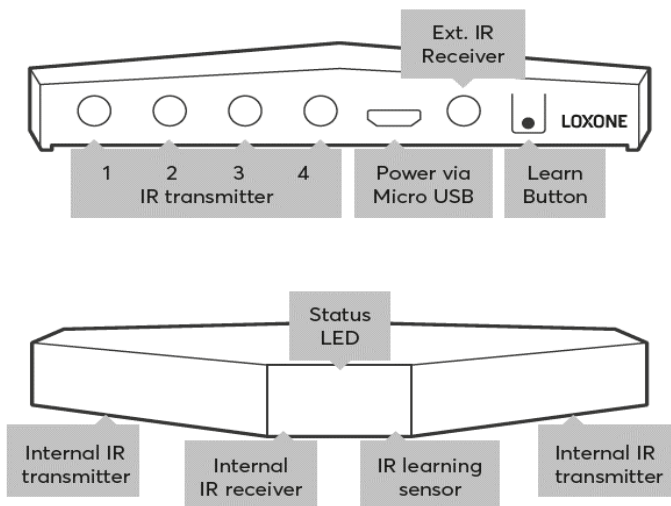 Ext. IR
Receiver
LOXONE
1 2 3 4
IR transmitter
Power via
Micro USB
Learn
Button
Status
LED
Internal IR
transmitter
Internal
IR receiver
IR learning
sensor
Internal IR
transmitter